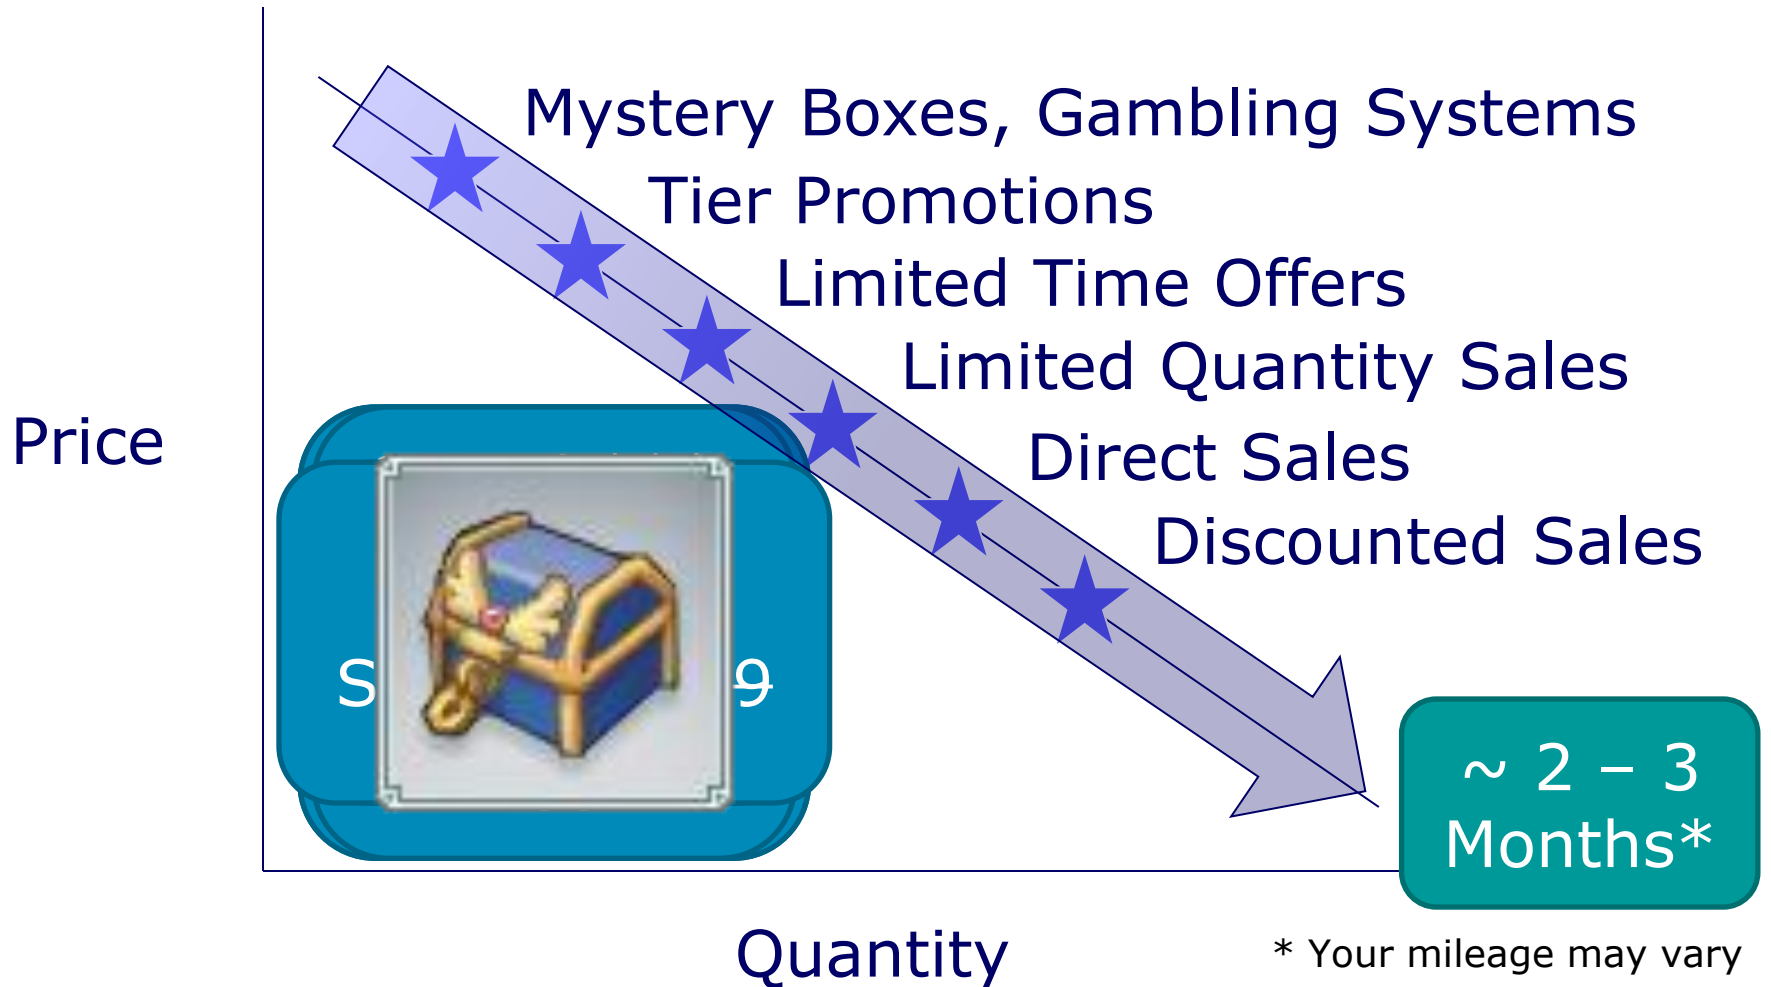 Mystery Boxes, Gambling Systems
Tier Promotions
Limited Time Offers
Limited Quantity Sales
Direct Sales
Discounted Sales
Price
~ 2 – 3
Months*
Quantity
* Your mileage may vary